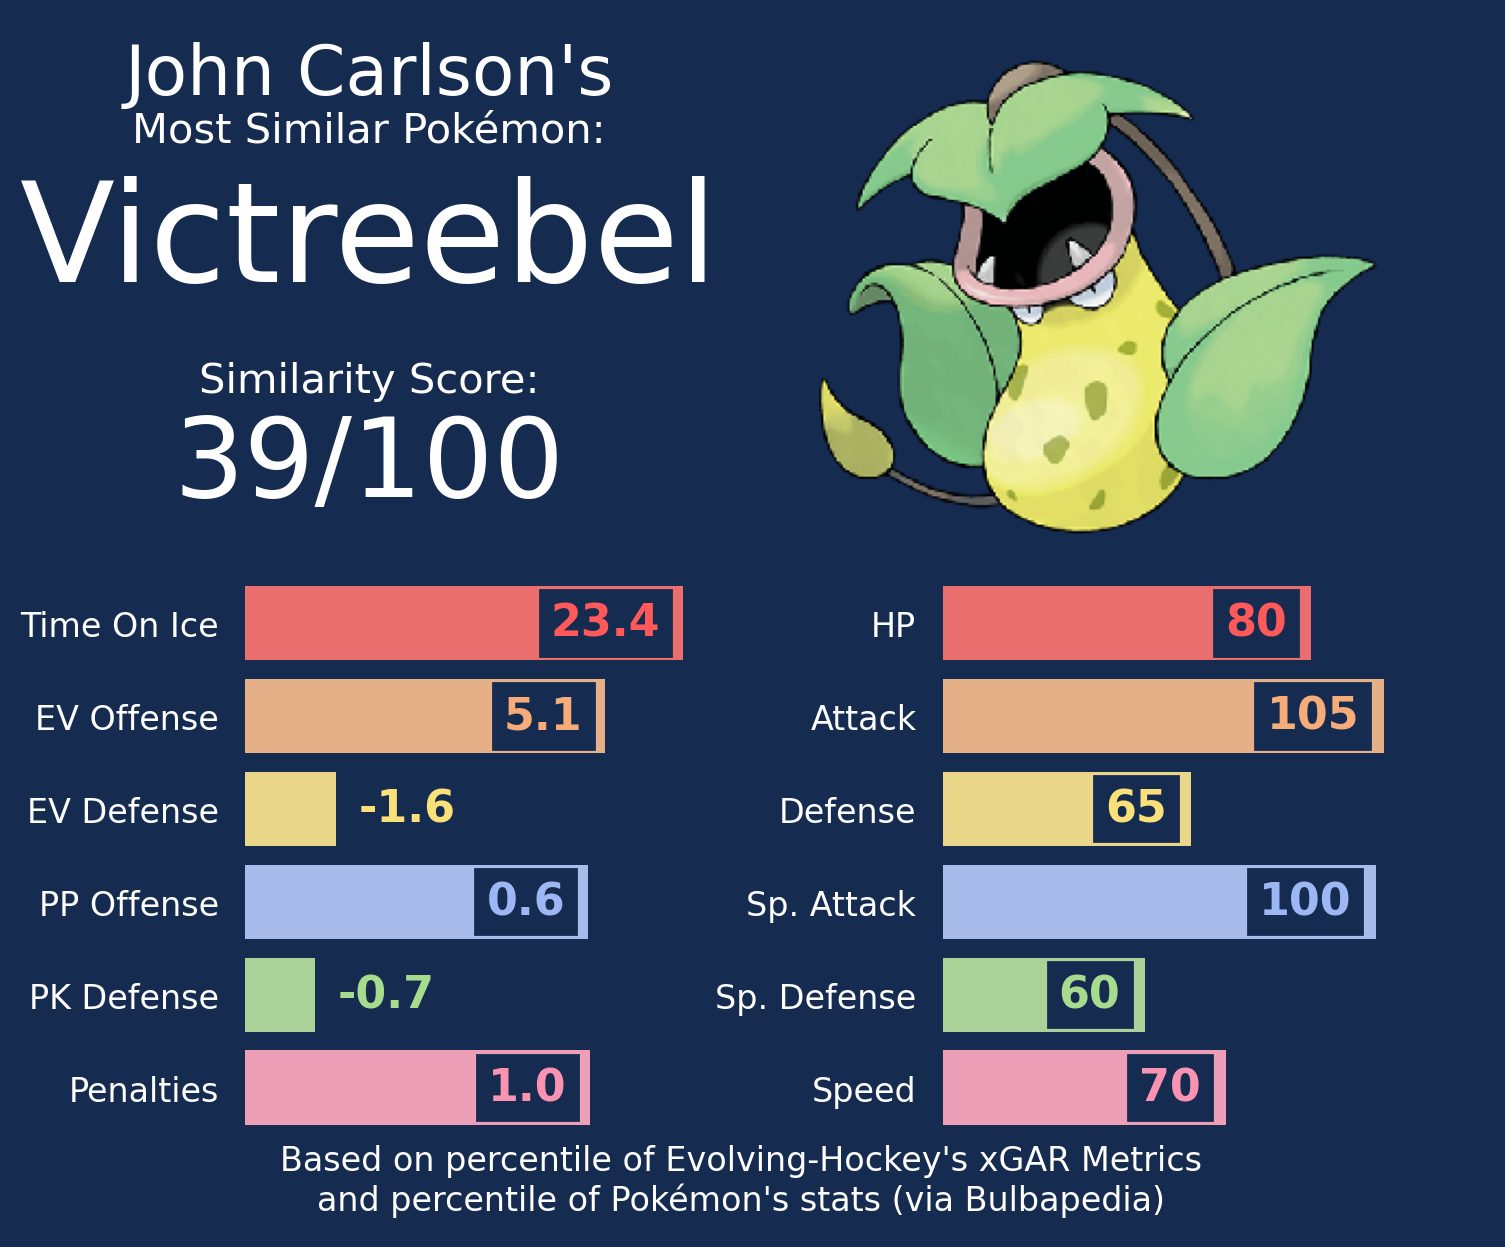 John Carlson's
Most Similar Pokémon:
Victreebel
Similarity Score:
39/100
Time On Ice 23.4
EV Offense 5.1
EV Defense -1.6
PP Offense 0.6
PK Defense -0.7
Penalties 1.0
HP 80
Attack 105
Defense 65
Sp. Attack 100
Sp. Defense 60
Speed 70
Based on percentile of Evolving-Hockey's xGAR Metrics
and percentile of Pokémon's stats (via Bulbapedia)